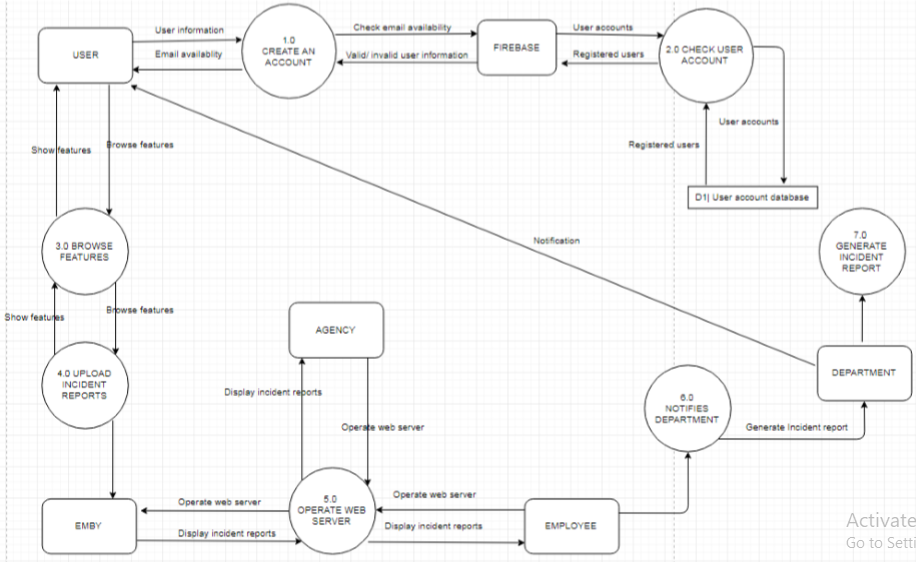 User information
Email availablity
USER
1.0
CREATE AN
ACCOUNT
Check email availability
Valid/ invalid user information
FIREBASE
User accounts
Registered users
2.0 CHECK USER
ACCOUNT
User accounts
Registered users
D1| User account database
Show features
Browse features
Notification
7.0
GENERATE
INCIDENT
REPORT
3.0 BROWSE
FEATURES
Show features
Browse features
AGENCY
DEPARTMENT
4.0 UPLOAD
INCIDENT
REPORTS
Display incident reports
Operate web server
6.0
NOTIFIES
DEPARTMENT
Generate Incident report
EMBY
Operate web server
Display incident reports
5.0
OPERATE WEB
SERVER
Operate web server
Display incident reports
EMPLOYEE
Activate
Go to Setti